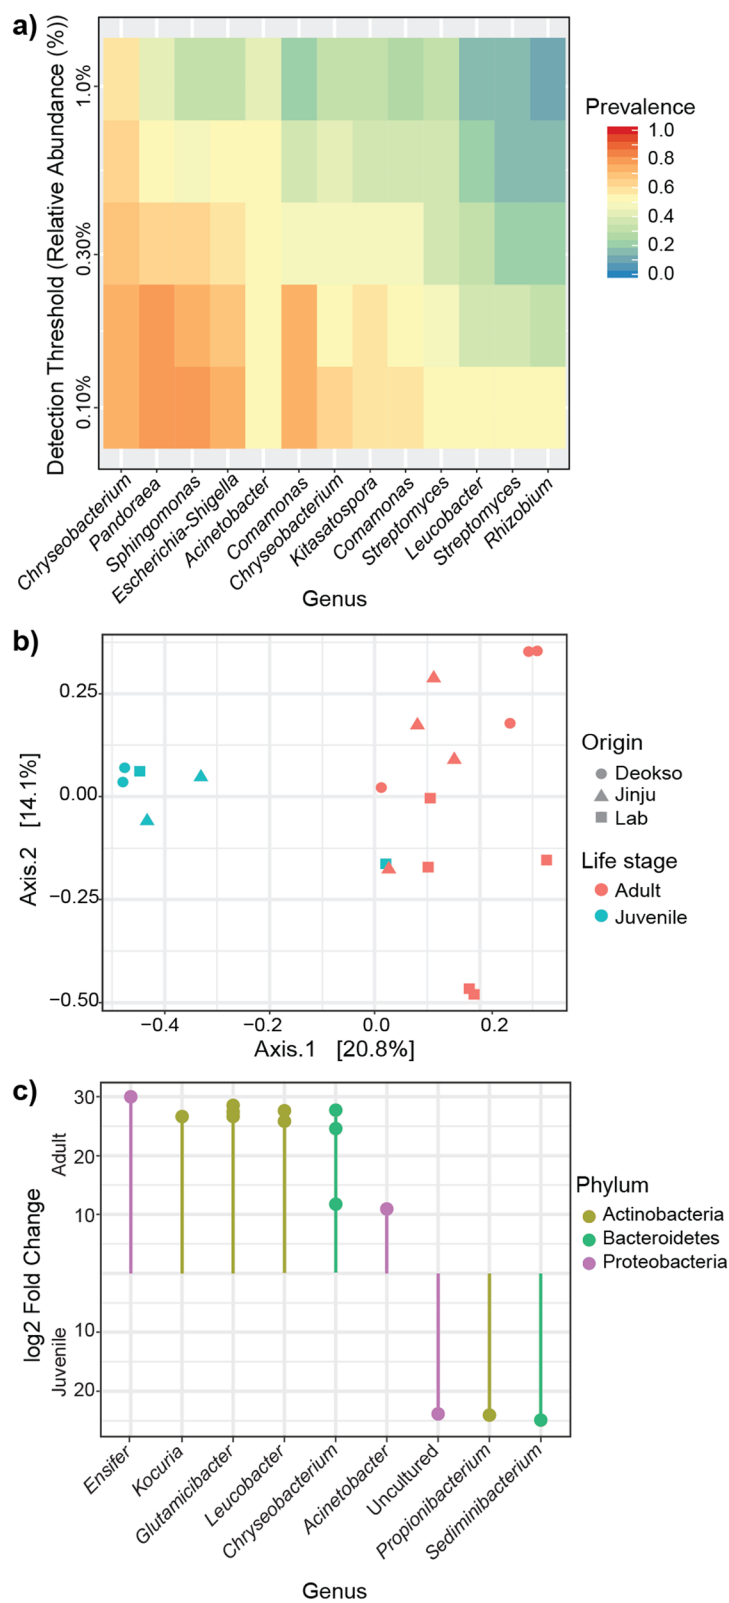 a)
Detection Threshold (Relative Abundance (%))
1.0%
0.30%
0.10%
Prevalence
1.0
0.8
0.6
0.4
0.2
0.0
Chryseobacterium
Pandoraea
Sphingomonas
Escherichia-Shigella
Acinetobacter
Comamonas
Chryseobacterium
Kitasatospora
Comamonas
Streptomyces
Leucobacter
Streptomyces
Rhizobium
Genus
b)
Axis.2 [14.1%]
0.25
0.00
−0.25
−0.50
−0.4
−0.2
0.0
0.2
Axis.1 [20.8%]
Origin
Deokso
Jinju
Lab
Life stage
Adult
Juvenile
c)
log2 Fold Change
Adult
Juvenile
30
20
10
10
20
Phylum
Actinobacteria
Bacteroidetes
Proteobacteria
Ensifer
Kocuria
Glutamicibacter
Leucobacter
Chryseobacterium
Acinetobacter
Uncultured
Propionibacterium
Sediminibacterium
Genus